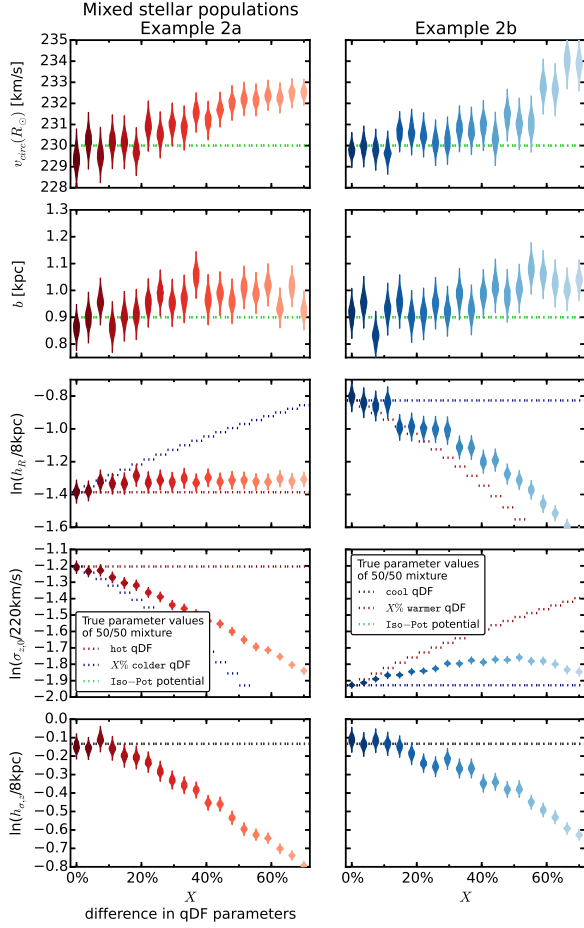 Mixed stellar populations
Example 2a
Example 2b
235
234
233
232
231
230
229
228
v_circ(R_⊙) [km/s]
1.3
1.2
1.1
1.0
0.9
0.8
b [kpc]
−0.8
−1.0
−1.2
−1.4
−1.6
ln(h_R/8kpc)
−1.1
−1.2
−1.3
−1.4
−1.5
−1.6
−1.7
−1.8
−1.9
−2.0
ln(σ_z,0/220km/s)
True parameter values
of 50/50 mixture
hot qDF
X% colder qDF
Iso−Pot potential
True parameter values
of 50/50 mixture
cool qDF
X% warmer qDF
Iso−Pot potential
0.0
−0.1
−0.2
−0.3
−0.4
−0.5
−0.6
−0.7
−0.8
ln(h_σ,z/8kpc)
0% 20% 40% 60%
0% 20% 40% 60%
X
X
difference in qDF parameters